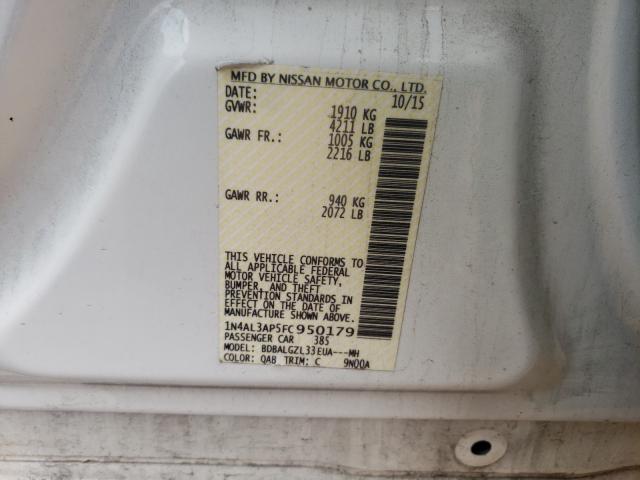 MFD BY NISSAN MOTOR CO., LTD.
DATE: 10/15
GVWR: 1910 KG
4211 LB
GAWR FR.: 1005 KG
2216 LB
GAWR RR.: 940 KG
2072 LB
THIS VEHICLE CONFORMS TO
ALL APPLICABLE FEDERAL
MOTOR VEHICLE SAFETY,
BUMPER, AND THEFT
PREVENTION STANDARDS IN
EFFECT ON THE DATE OF
MANUFACTURE SHOWN ABOVE.
1N4AL3AP5FC950179
PASSENGER CAR 385
MODEL: BDBALGZL33EUA---MH
COLOR: QAB TRIM: C 9N00A